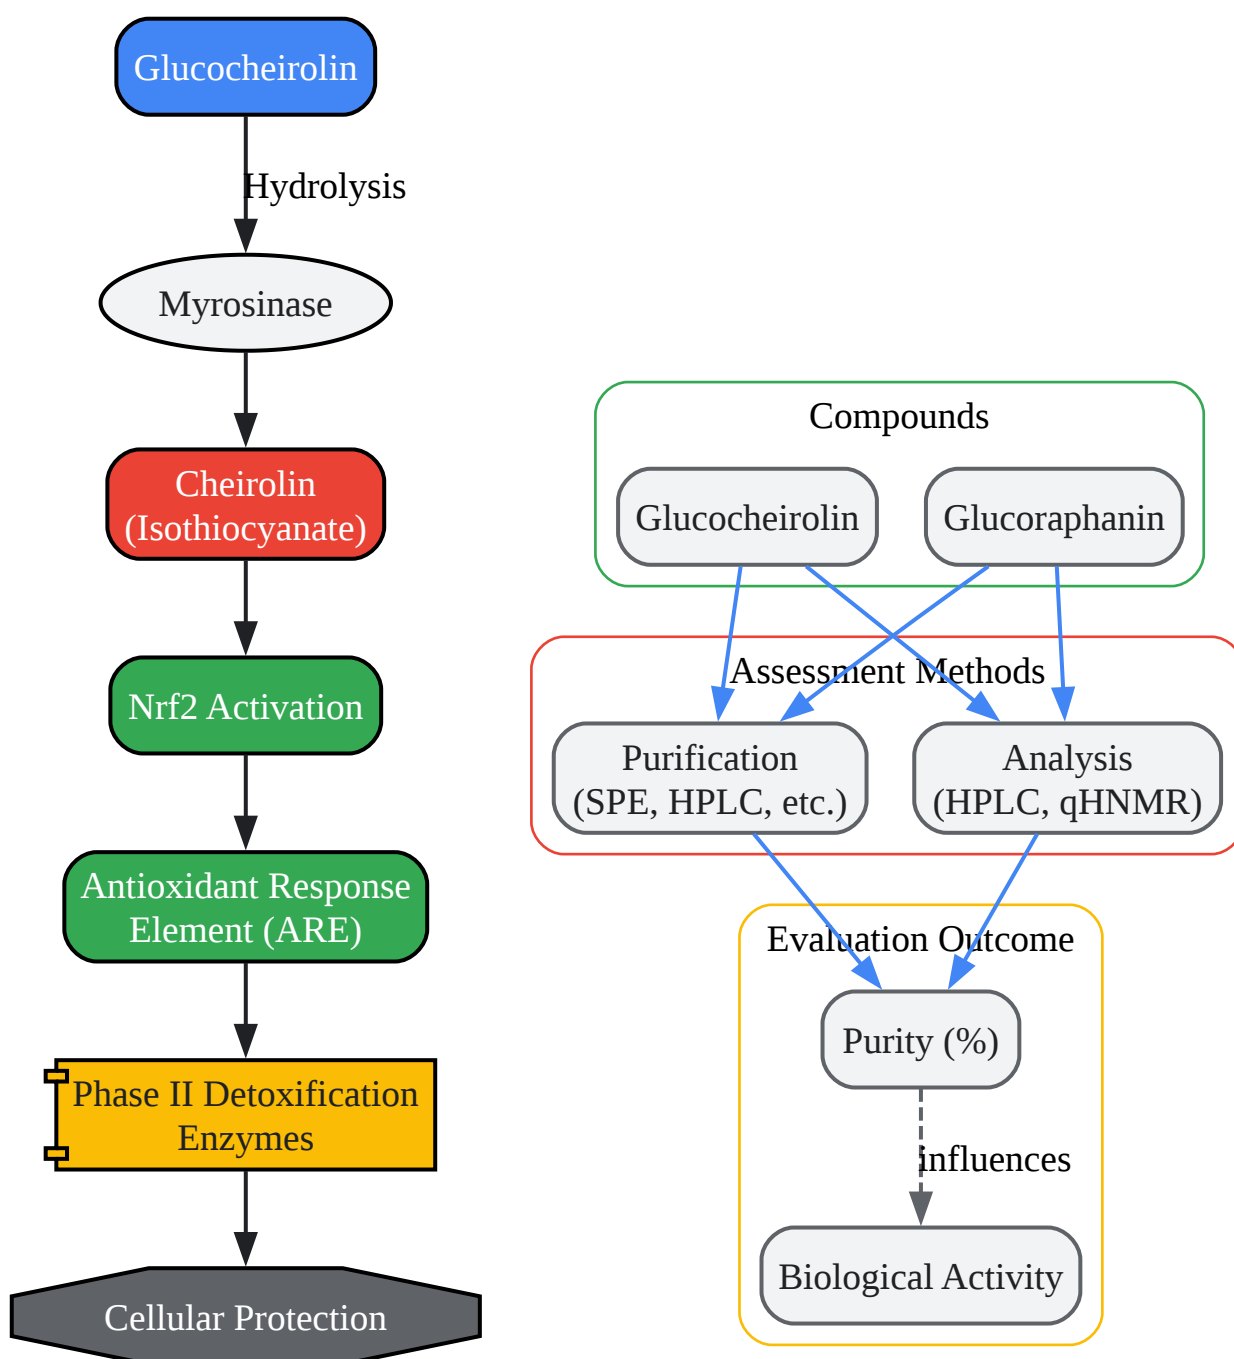 Glucocheirolin
Hydrolysis
Myrosinase
Cheirolin
(Isothiocyanate)
Nrf2 Activation
Antioxidant Response
Element (ARE)
Phase II Detoxification
Enzymes
Cellular Protection
Compounds
Glucocheirolin
Glucoraphanin
Assessment Methods
Purification
(SPE, HPLC, etc.)
Analysis
(HPLC, qHNMR)
Evaluation Outcome
Purity (%)
influences
Biological Activity